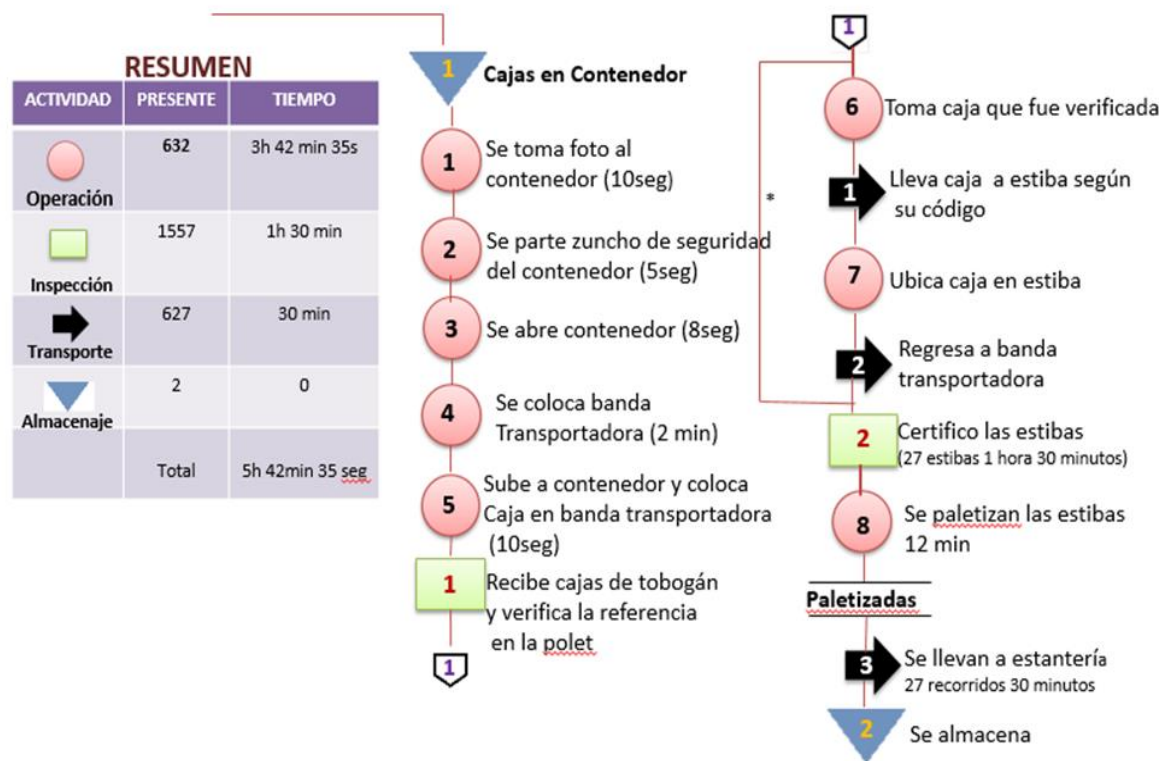 RESUMEN
ACTIVIDAD PRESENTE TIEMPO
Operación 632 3h 42 min 35s
Inspección 1557 1h 30 min
Transporte 627 30 min
Almacenaje 2 0
Total 5h 42min 35 seg
1 Cajas en Contenedor
1 Se toma foto al
contenedor (10seg)
2 Se parte zuncho de seguridad
del contenedor (5seg)
3 Se abre contenedor (8seg)
4 Se coloca banda
Transportadora (2 min)
5 Sube a contenedor y coloca
Caja en banda transportadora
(10seg)
1 Recibe cajas de tobogán
y verifica la referencia
en la polet
1
1
*
6 Toma caja que fue verificada
1 Lleva caja a estiba según
su código
7 Ubica caja en estiba
2 Regresa a banda
transportadora
2 Certifico las estibas
(27 estibas 1 hora 30 minutos)
8 Se paletizan las estibas
12 min
Paletizadas
3 Se llevan a estantería
27 recorridos 30 minutos
2 Se almacena